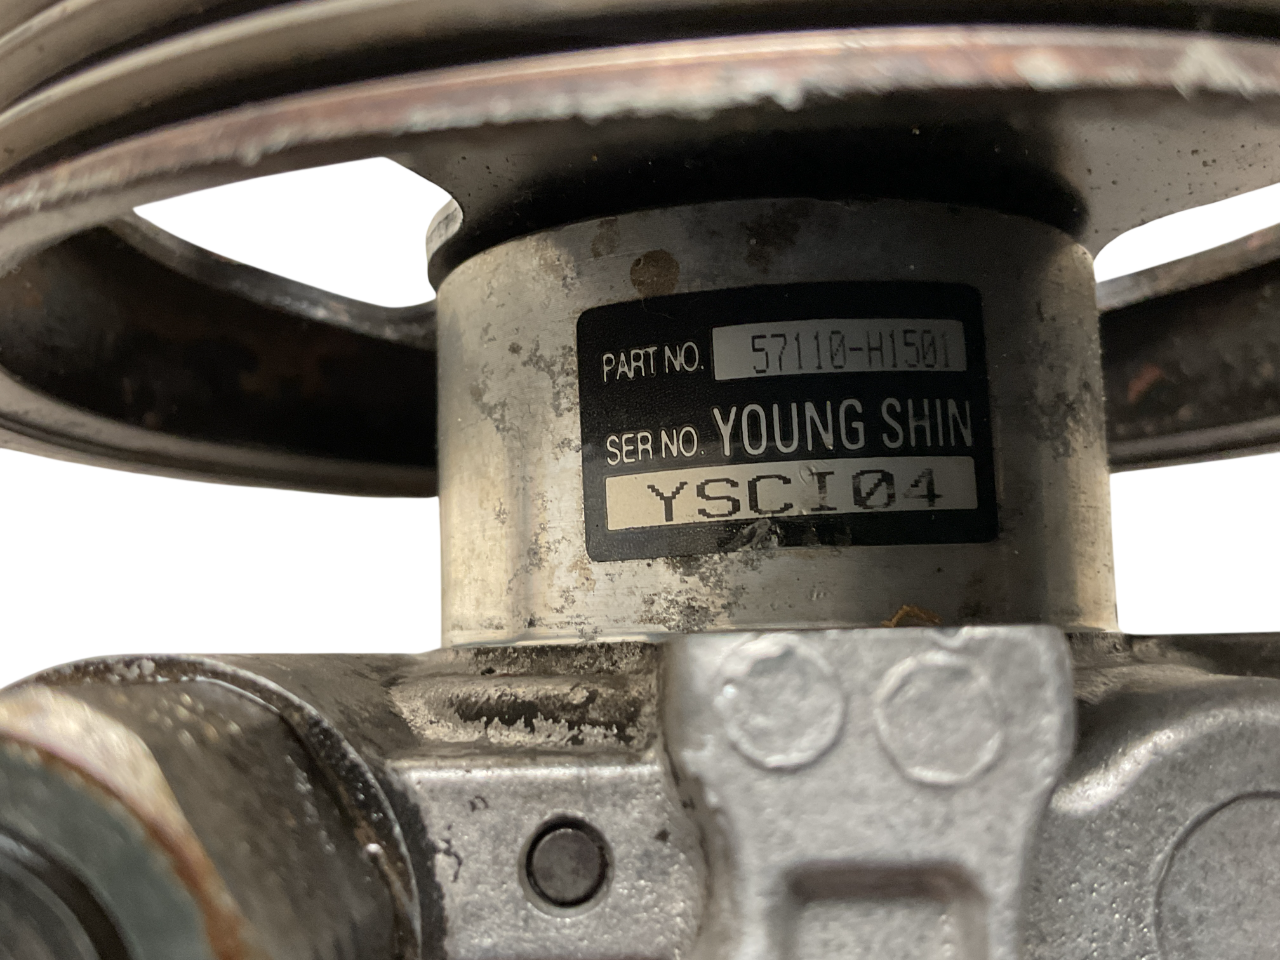 PART NO. 57110-H1501
SER NO. YOUNG SHIN
YSCI04